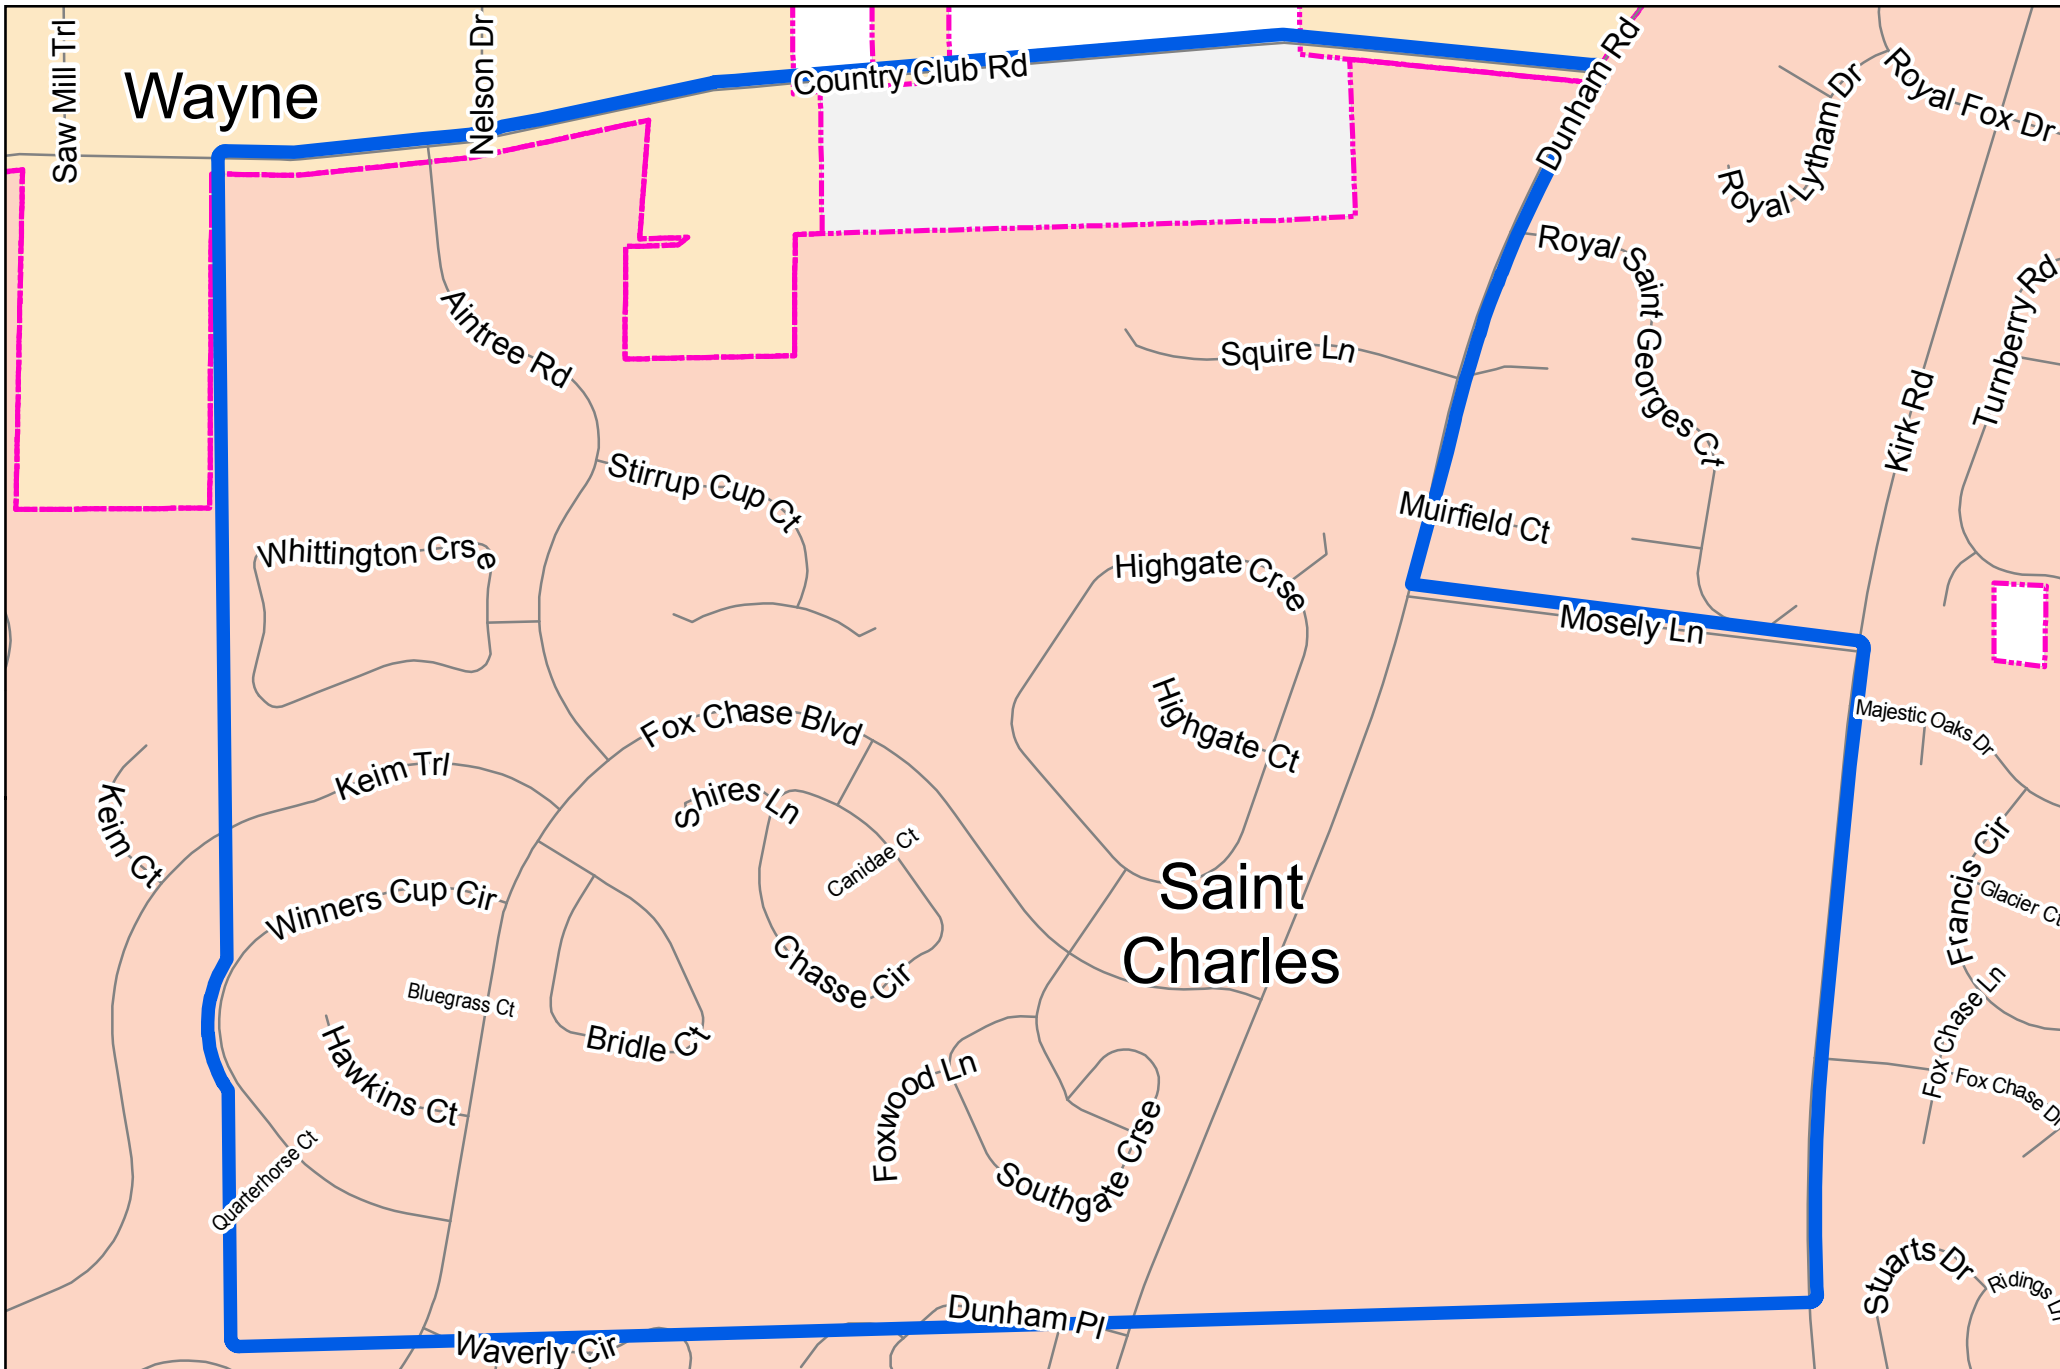 Saw Mill Trl
Wayne
Nelson Dr
Country Club Rd
Dunham Rd
Royal Fox Dr
Royal Lytham Dr
Royal Saint Georges Ct
Turnberry Rd
Kirk Rd
Aintree Rd
Squire Ln
Stirrup Cup Ct
Muirfield Ct
Whittington Crse
Highgate Crse
Mosely Ln
Highgate Ct
Majestic Oaks Dr
Fox Chase Blvd
Keim Trl
Keim Ct
Shires Ln
Canidae Ct
Saint
Charles
Francis Cir
Glacier Ct
Winners Cup Cir
Chasse Cir
Bluegrass Ct
Bridle Ct
Hawkins Ct
Fox Chase Ln
Fox Chase Dr
Foxwood Ln
Southgate Crse
Quarterhorse Ct
Stuarts Dr
Ridings Ln
Dunham Pl
Waverly Cir